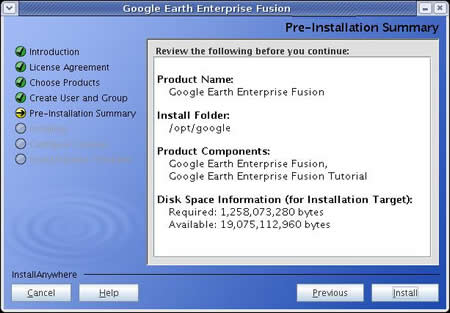 Google Earth Enterprise Fusion
Pre-Installation Summary
Introduction
License Agreement
Choose Products
Create User and Group
Pre-Installation Summary
Review the following before you continue:
Product Name:
Google Earth Enterprise Fusion
Install Folder:
/opt/google
Product Components:
Google Earth Enterprise Fusion,
Google Earth Enterprise Fusion Tutorial
Disk Space Information (for Installation Target):
Required: 1,258,073,280 bytes
Available: 19,075,112,960 bytes
InstallAnywhere
Cancel
Help
Previous
Install